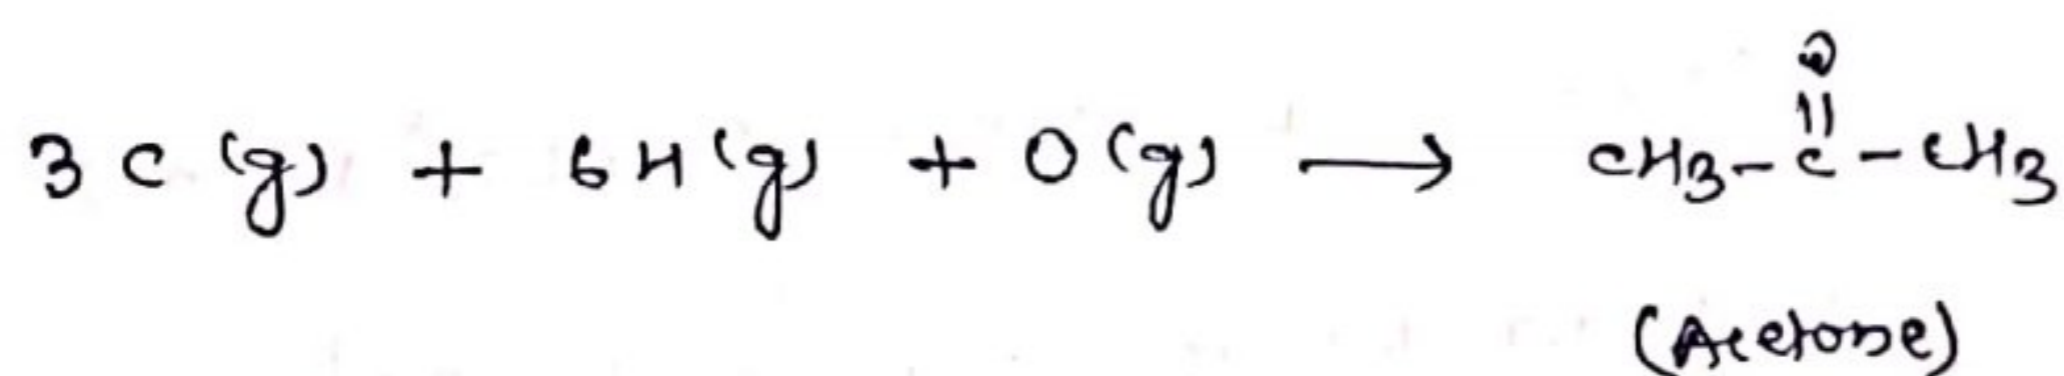 O
||
3 C (g) + 6 H (g) + O (g) ⟶ CH3 - C - CH3
(Acetone)